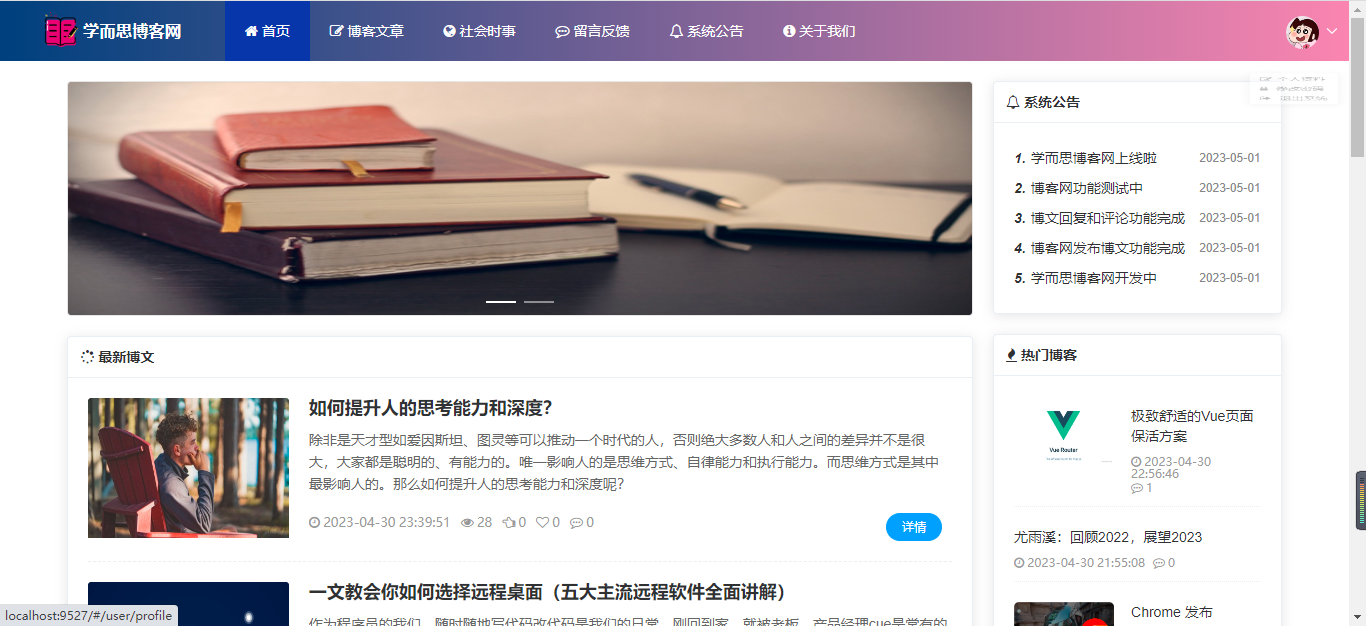 学而思博客网 首页 博客文章 社会时事 留言反馈 系统公告 关于我们
系统公告
1. 学而思博客网上线啦 2023-05-01
2. 博客网功能测试中 2023-05-01
3. 博文回复和评论功能完成 2023-05-01
4. 博客网发布博文功能完成 2023-05-01
5. 学而思博客网开发中 2023-05-01
最新博文
如何提升人的思考能力和深度？
除非是天才型如爱因斯坦、图灵等可以推动一个时代的人，否则绝大多数人和人之间的差异并不是很
大，大家都是聪明的、有能力的。唯一影响人的是思维方式、自律能力和执行能力。而思维方式是其中
最影响人的。那么如何提升人的思考能力和深度呢？
2023-04-30 23:39:51 28 0 0 0
详情
一文教会你如何选择远程桌面（五大主流远程软件全面讲解）
作为程序员的我们，随时随地写代码改代码是我们的日常，刚回到家，就被老板、产品经理cue是常有的
热门博客
Vue Router
极致舒适的Vue页面
保活方案
2023-04-30
22:56:46
1
尤雨溪：回顾2022，展望2023
2023-04-30 21:55:08 0
Chrome 发布
localhost:9527/#/user/profile